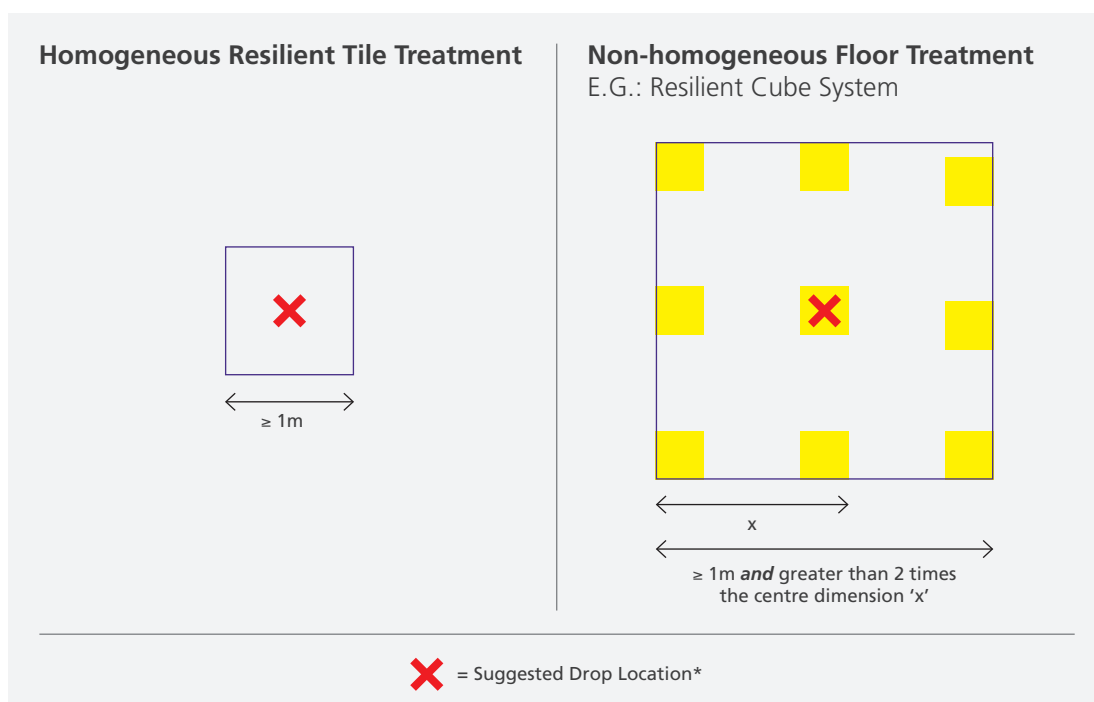 Homogeneous Resilient Tile Treatment
≥ 1m
Non-homogeneous Floor Treatment
E.G.: Resilient Cube System
x
≥ 1m and greater than 2 times
the centre dimension ‘x’
= Suggested Drop Location*